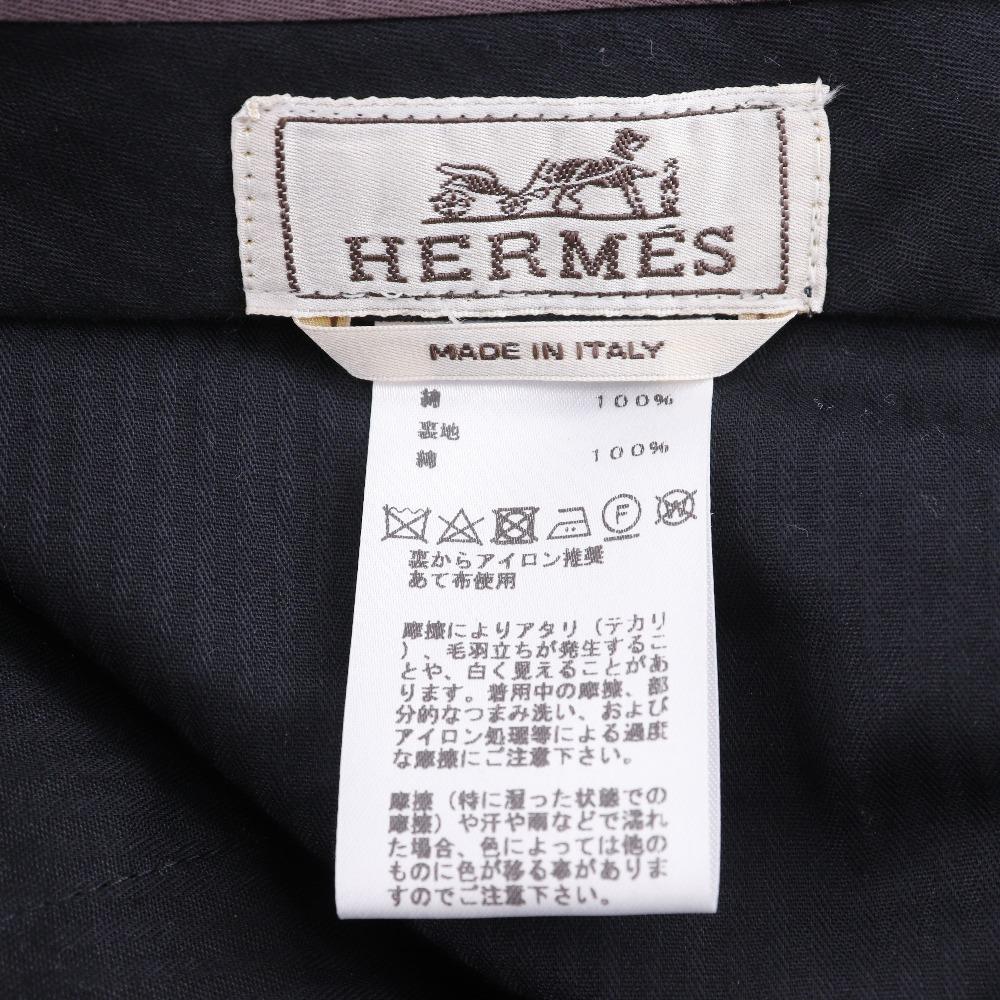 HERMÈS
MADE IN ITALY
綿 100%
裏地
綿 100%
F
W
裏からアイロン推奨
あて布使用
摩擦によりアタリ（テカリ
）、毛羽立ちが発生するこ
とや、白く見えることがあ
ります。着用中の摩擦、部
分的なつまみ洗い、および
アイロン処理等による過度
な摩擦にご注意下さい。
摩擦（特に湿った状態での
摩擦）や汗や雨などで濡れ
た場合、色によっては他の
ものに色が移る事がありま
すのでご注意下さい。